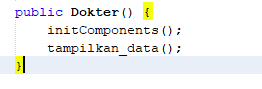 public Dokter() {
    initComponents();
    tampilkan_data();
}